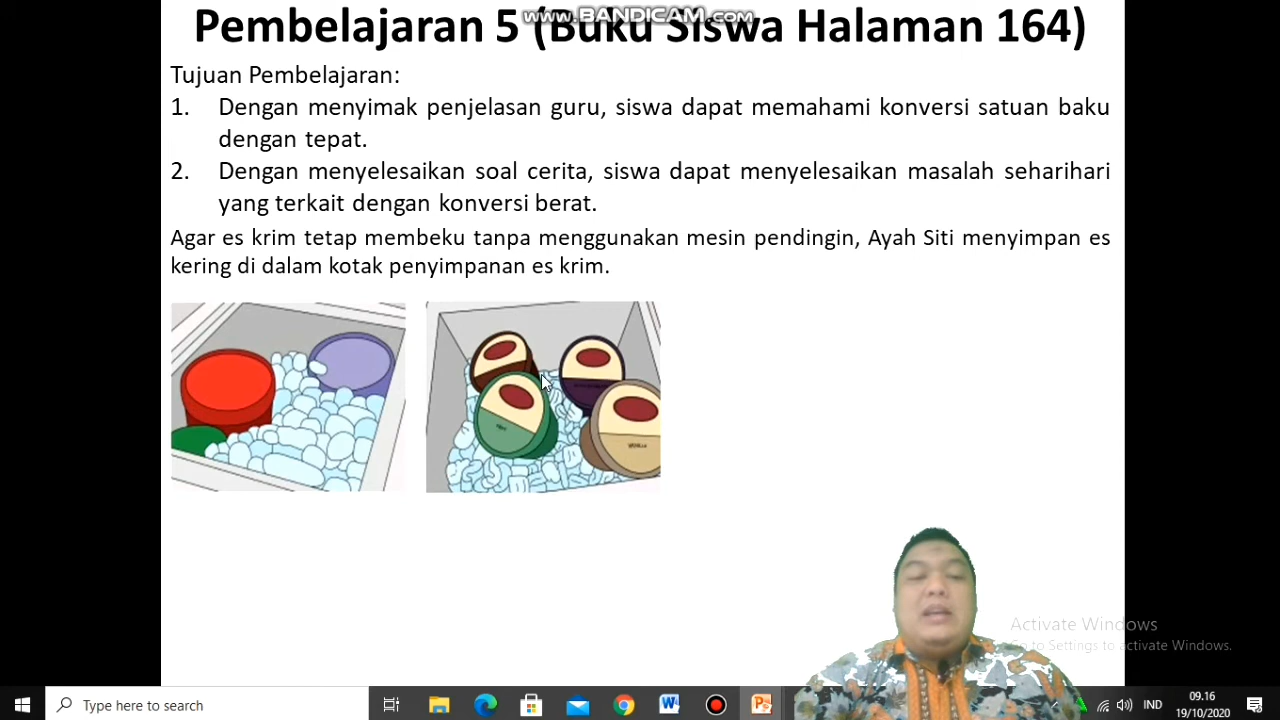 www.BANDICAM.com
Pembelajaran 5 (Buku Siswa Halaman 164)
Tujuan Pembelajaran:
1. Dengan menyimak penjelasan guru, siswa dapat memahami konversi satuan baku
dengan tepat.
2. Dengan menyelesaikan soal cerita, siswa dapat menyelesaikan masalah seharihari
yang terkait dengan konversi berat.
Agar es krim tetap membeku tanpa menggunakan mesin pendingin, Ayah Siti menyimpan es
kering di dalam kotak penyimpanan es krim.
Activate Windows
Go to Settings to activate Windows.
Type here to search
IND
09.16
19/10/2020